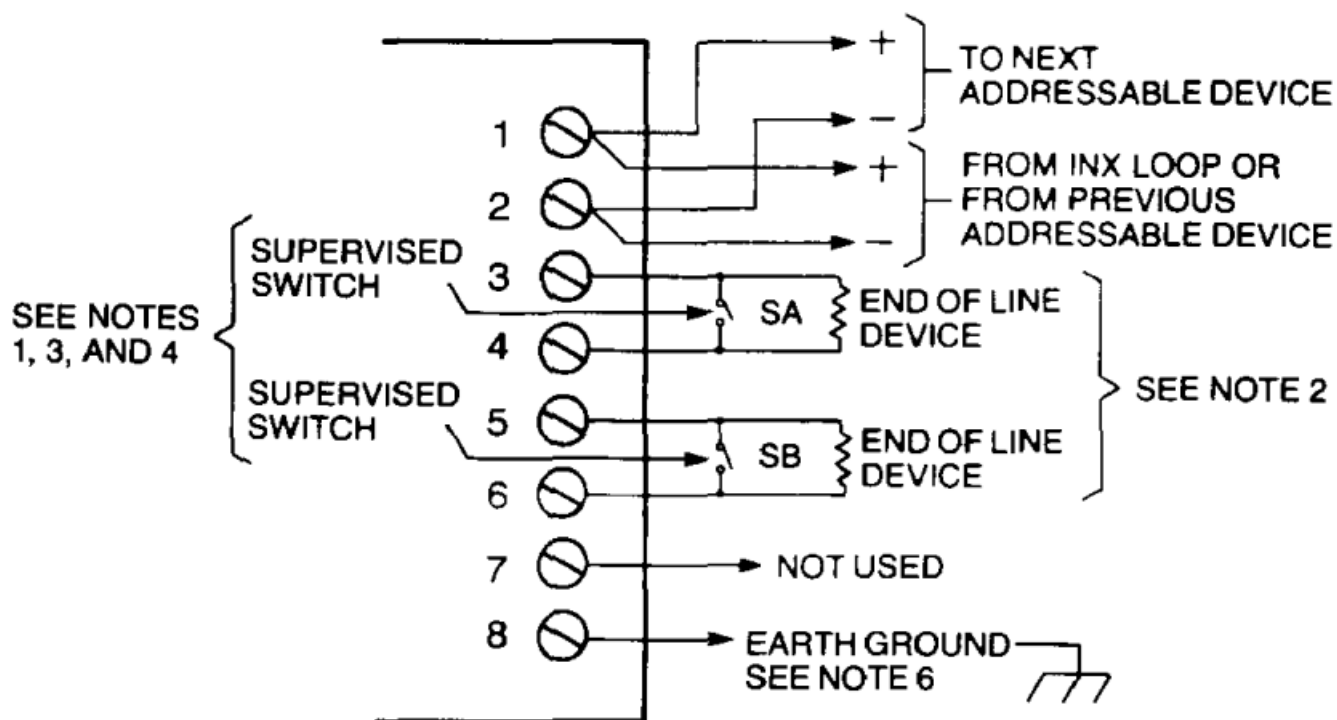 +
TO NEXT
ADDRESSABLE DEVICE
1
−
+
FROM INX LOOP OR
FROM PREVIOUS
ADDRESSABLE DEVICE
2
−
SUPERVISED
SWITCH
3
SA
END OF LINE
DEVICE
SEE NOTES
1, 3, AND 4
4
SUPERVISED
SWITCH
5
SB
END OF LINE
DEVICE
SEE NOTE 2
6
7
NOT USED
8
EARTH GROUND
SEE NOTE 6